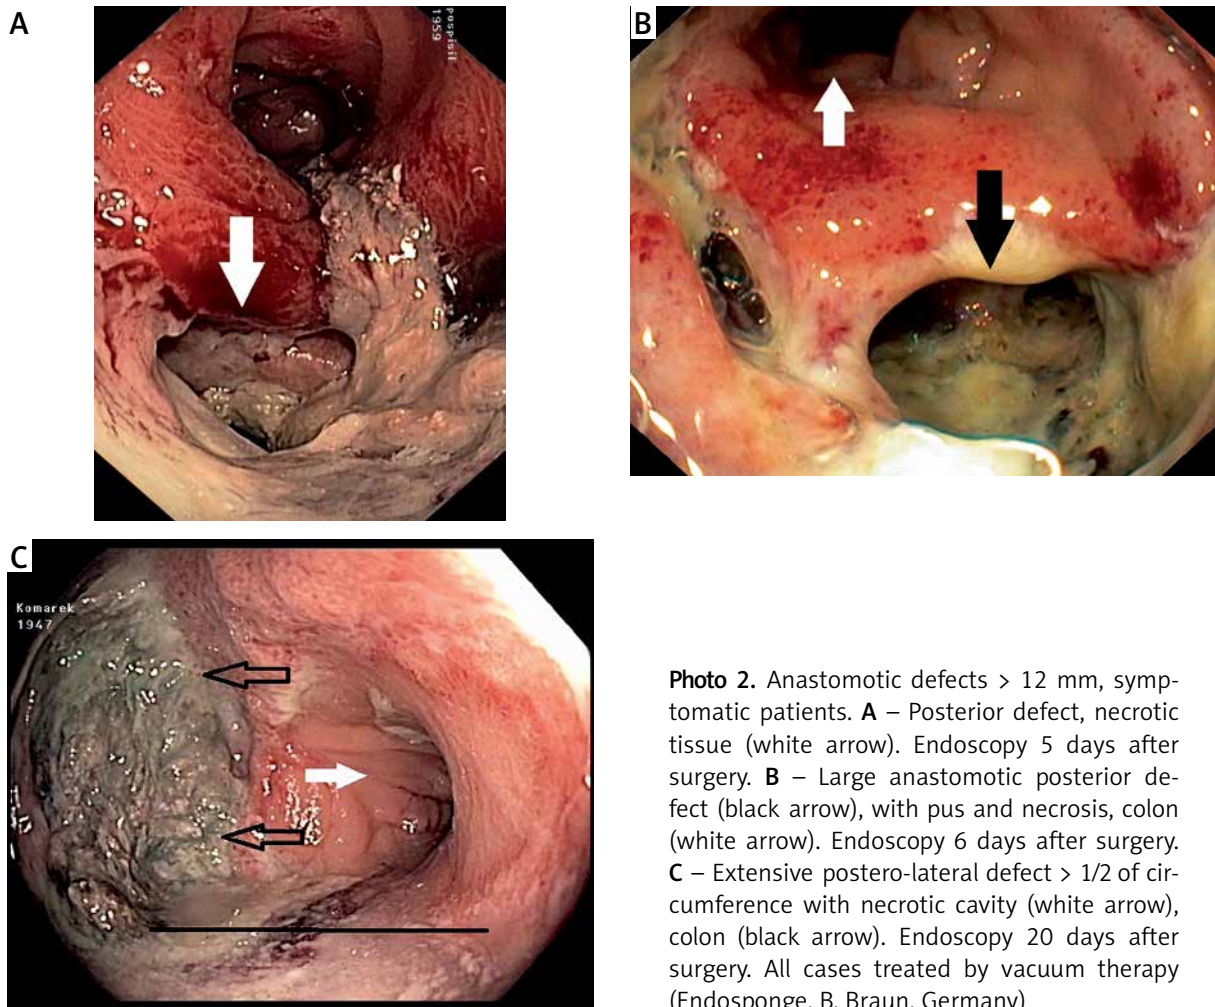 A
pospisil
1959
B
C
Komarek
1947
Photo 2. Anastomotic defects > 12 mm, symp-
tomatic patients. A – Posterior defect, necrotic
tissue (white arrow). Endoscopy 5 days after
surgery. B – Large anastomotic posterior de-
fect (black arrow), with pus and necrosis, colon
(white arrow). Endoscopy 6 days after surgery.
C – Extensive postero-lateral defect > 1/2 of cir-
cumference with necrotic cavity (white arrow),
colon (black arrow). Endoscopy 20 days after
surgery. All cases treated by vacuum therapy
(Endosponge, B. Braun, Germany)